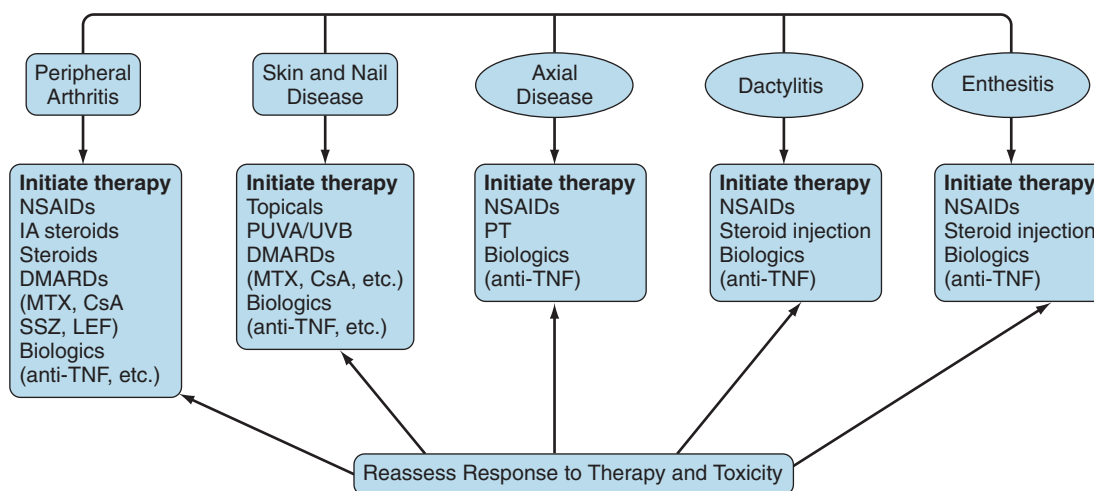 Peripheral
Arthritis
Skin and Nail
Disease
Axial
Disease
Dactylitis
Enthesitis
Initiate therapy
NSAIDs
IA steroids
Steroids
DMARDs
(MTX, CsA
SSZ, LEF)
Biologics
(anti-TNF, etc.)
Initiate therapy
Topicals
PUVA/UVB
DMARDs
(MTX, CsA, etc.)
Biologics
(anti-TNF, etc.)
Initiate therapy
NSAIDs
PT
Biologics
(anti-TNF)
Initiate therapy
NSAIDs
Steroid injection
Biologics
(anti-TNF)
Initiate therapy
NSAIDs
Steroid injection
Biologics
(anti-TNF)
Reassess Response to Therapy and Toxicity